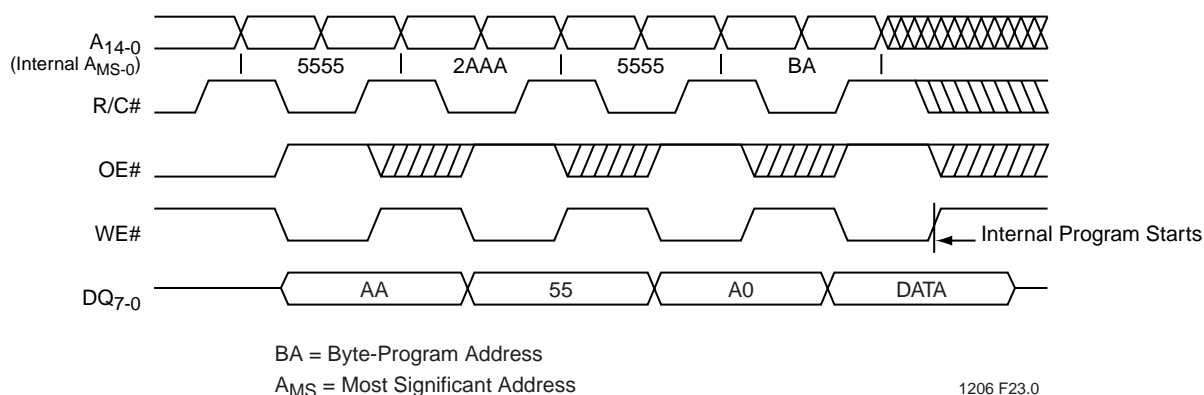 A14-0
(Internal AMS-0)
5555 2AAA 5555 BA
R/C#
OE#
WE#
Internal Program Starts
DQ7-0
AA 55 A0 DATA
BA = Byte-Program Address
AMS = Most Significant Address
1206 F23.0